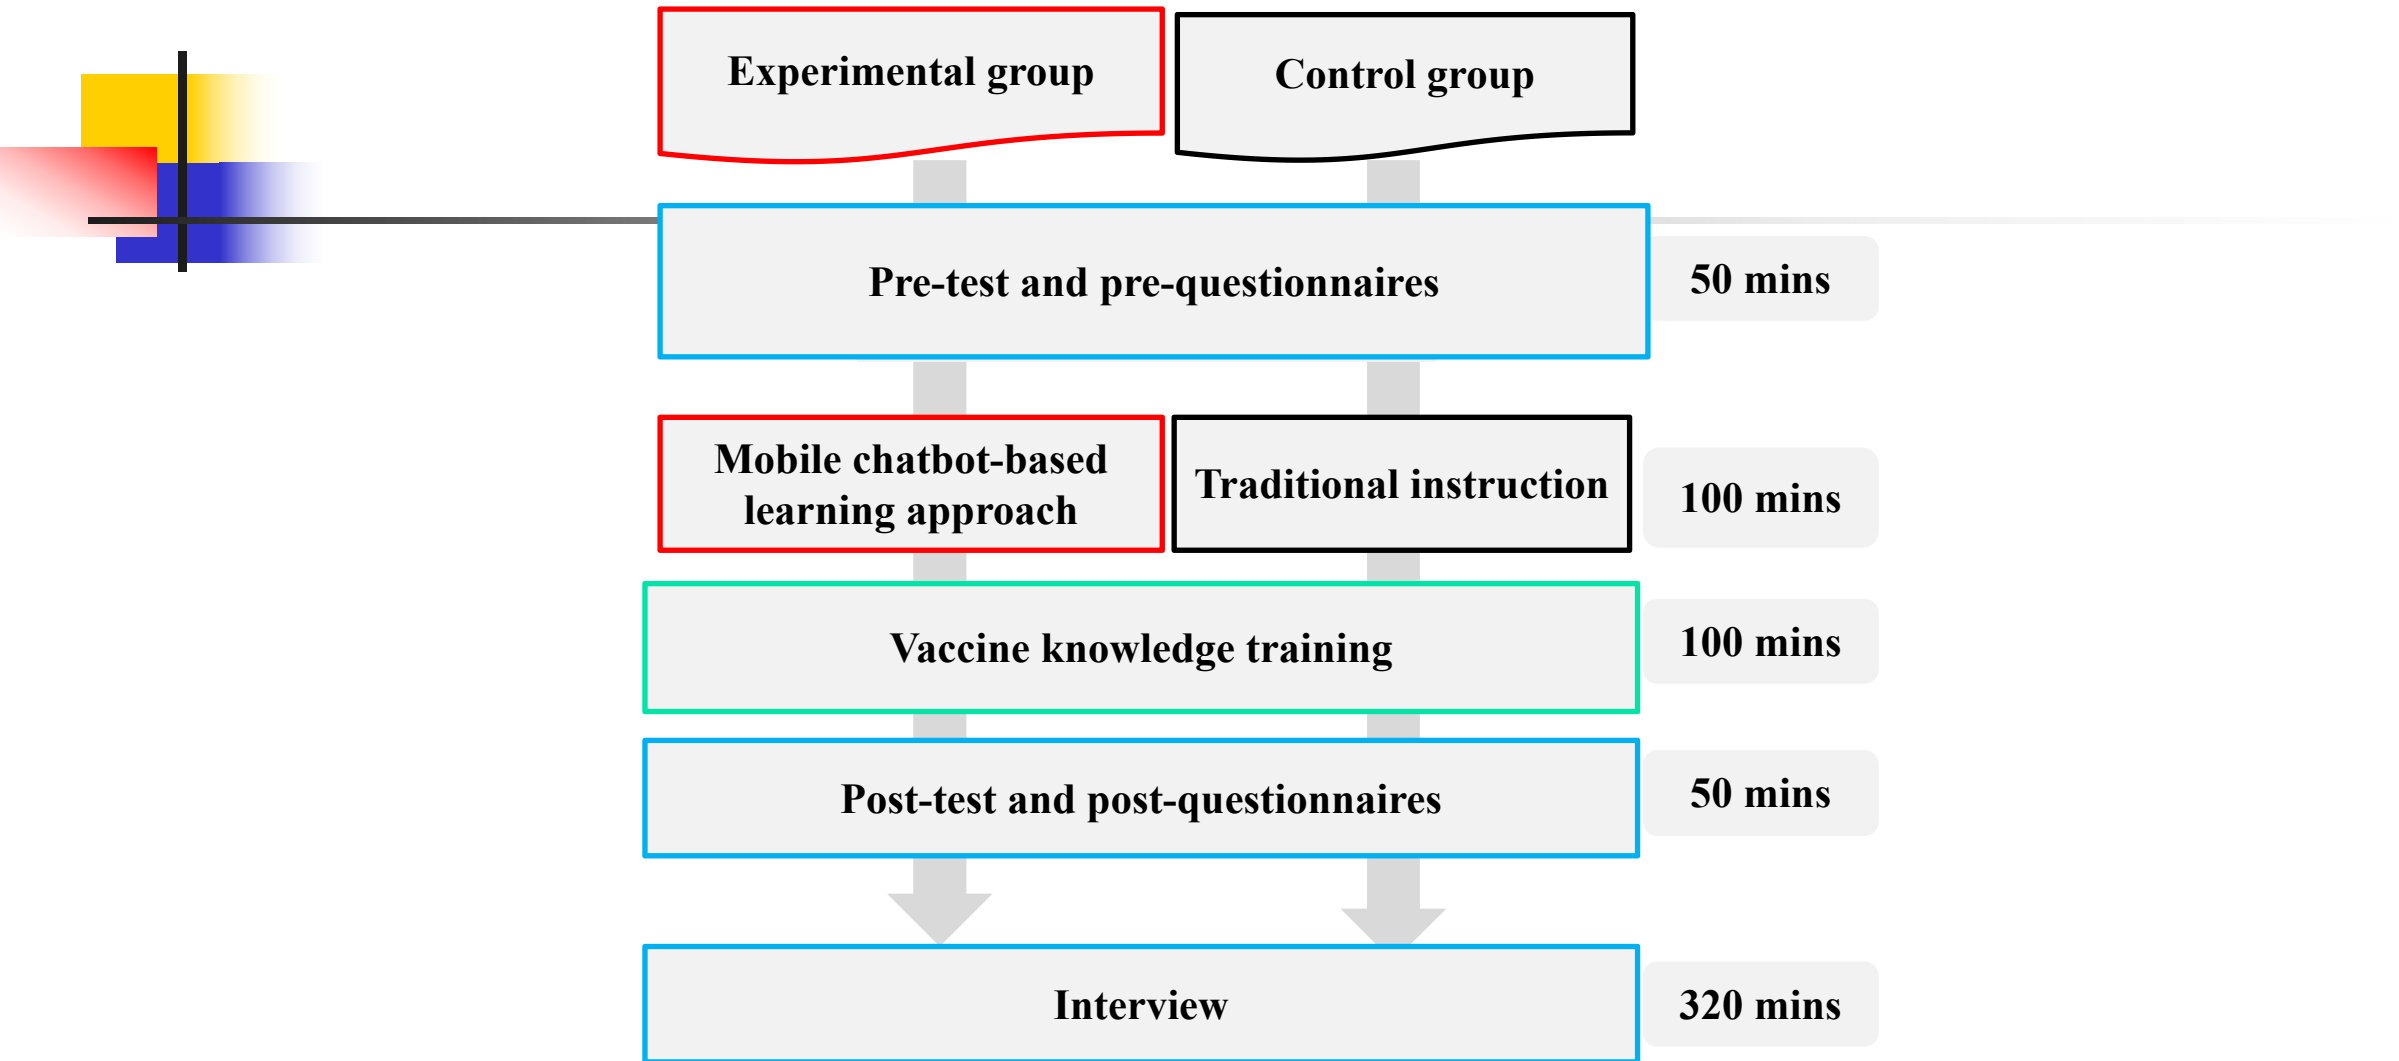 Experimental group
Control group
Pre-test and pre-questionnaires
50 mins
Mobile chatbot-based
learning approach
Traditional instruction
100 mins
Vaccine knowledge training
100 mins
Post-test and post-questionnaires
50 mins
Interview
320 mins